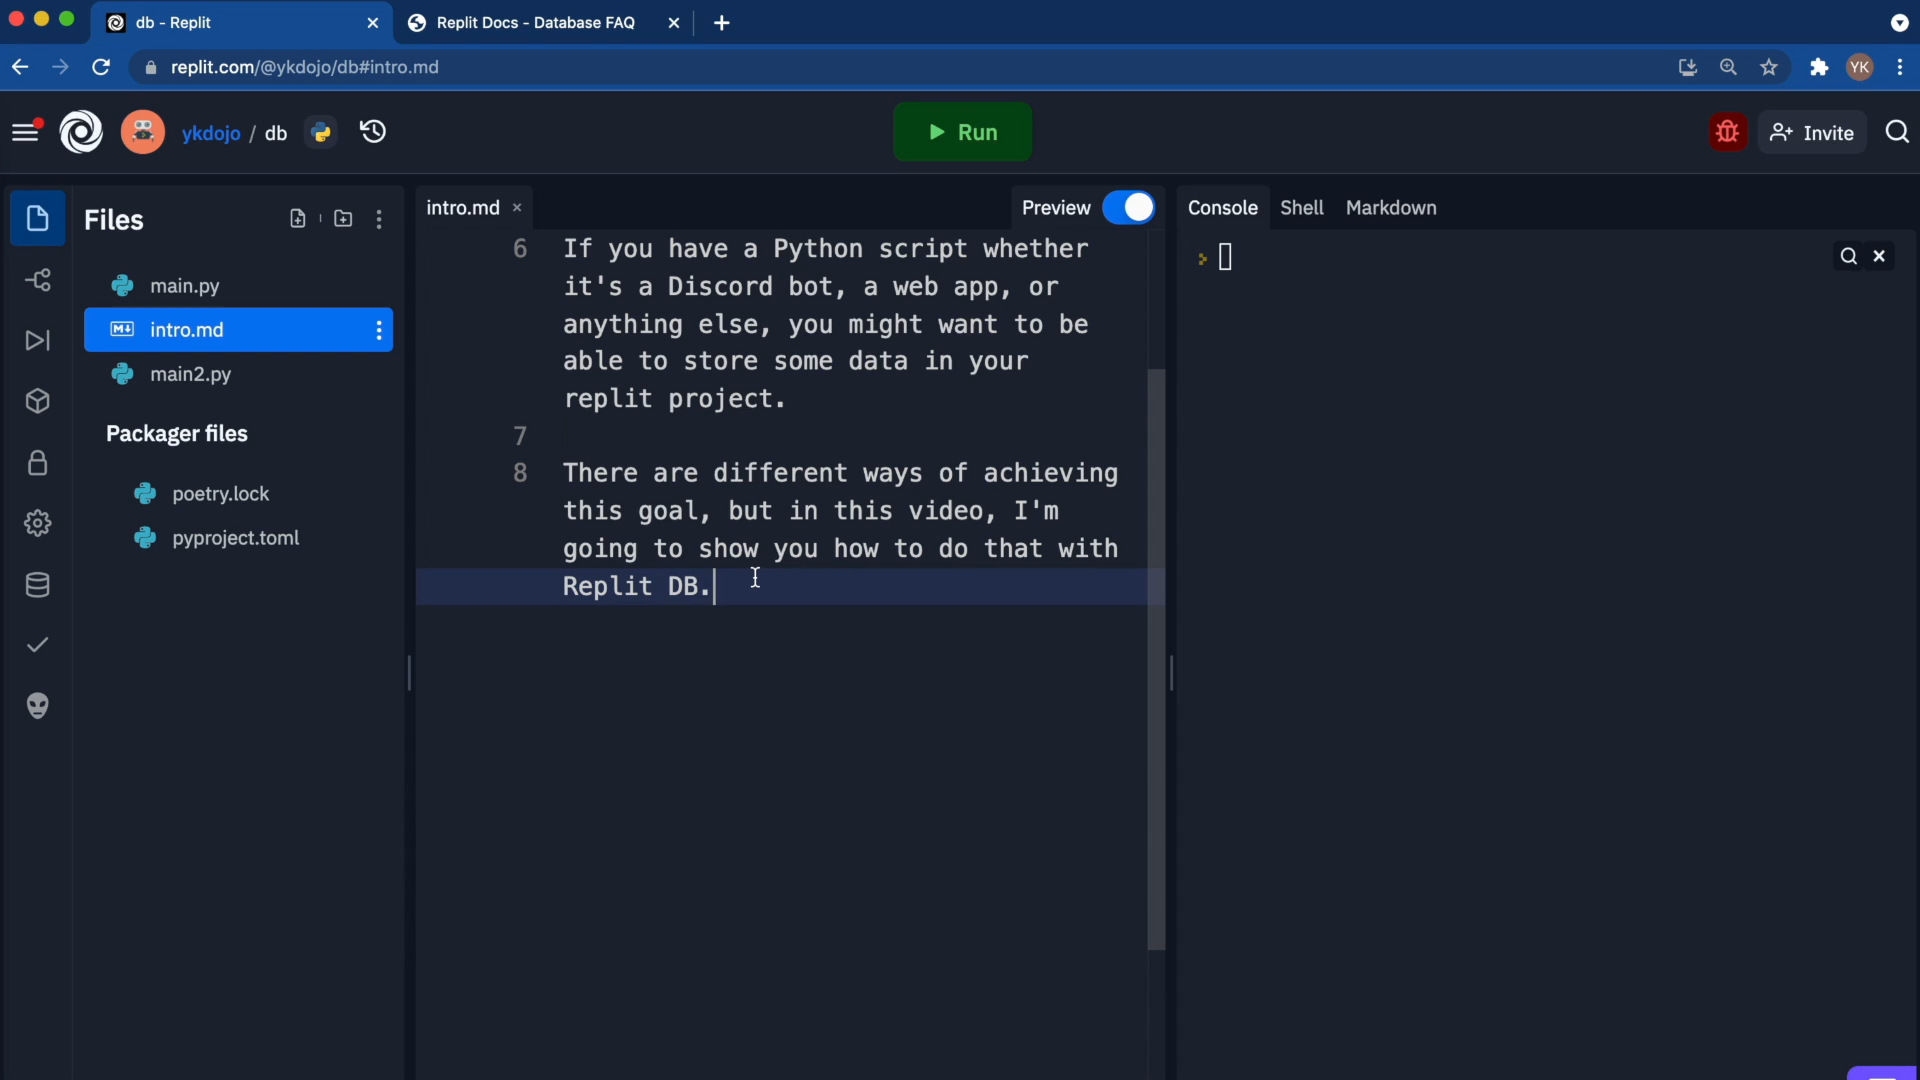 db - Replit
Replit Docs - Database FAQ
replit.com/@ykdojo/db#intro.md
YK
ykdojo / db
Run
Invite
Files
intro.md
Preview
Console
Shell
Markdown
main.py
intro.md
main2.py
Packager files
poetry.lock
pyproject.toml
6 If you have a Python script whether
it's a Discord bot, a web app, or
anything else, you might want to be
able to store some data in your
replit project.
7
8 There are different ways of achieving
this goal, but in this video, I'm
going to show you how to do that with
Replit DB.